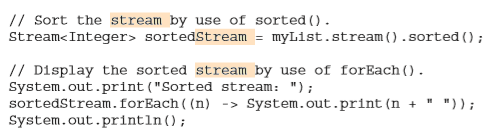 // Sort the stream by use of sorted().
Stream<Integer> sortedStream = myList.stream().sorted();
// Display the sorted stream by use of forEach().
System.out.print("Sorted stream: ");
sortedStream.forEach((n) -> System.out.print(n + " "));
System.out.println();